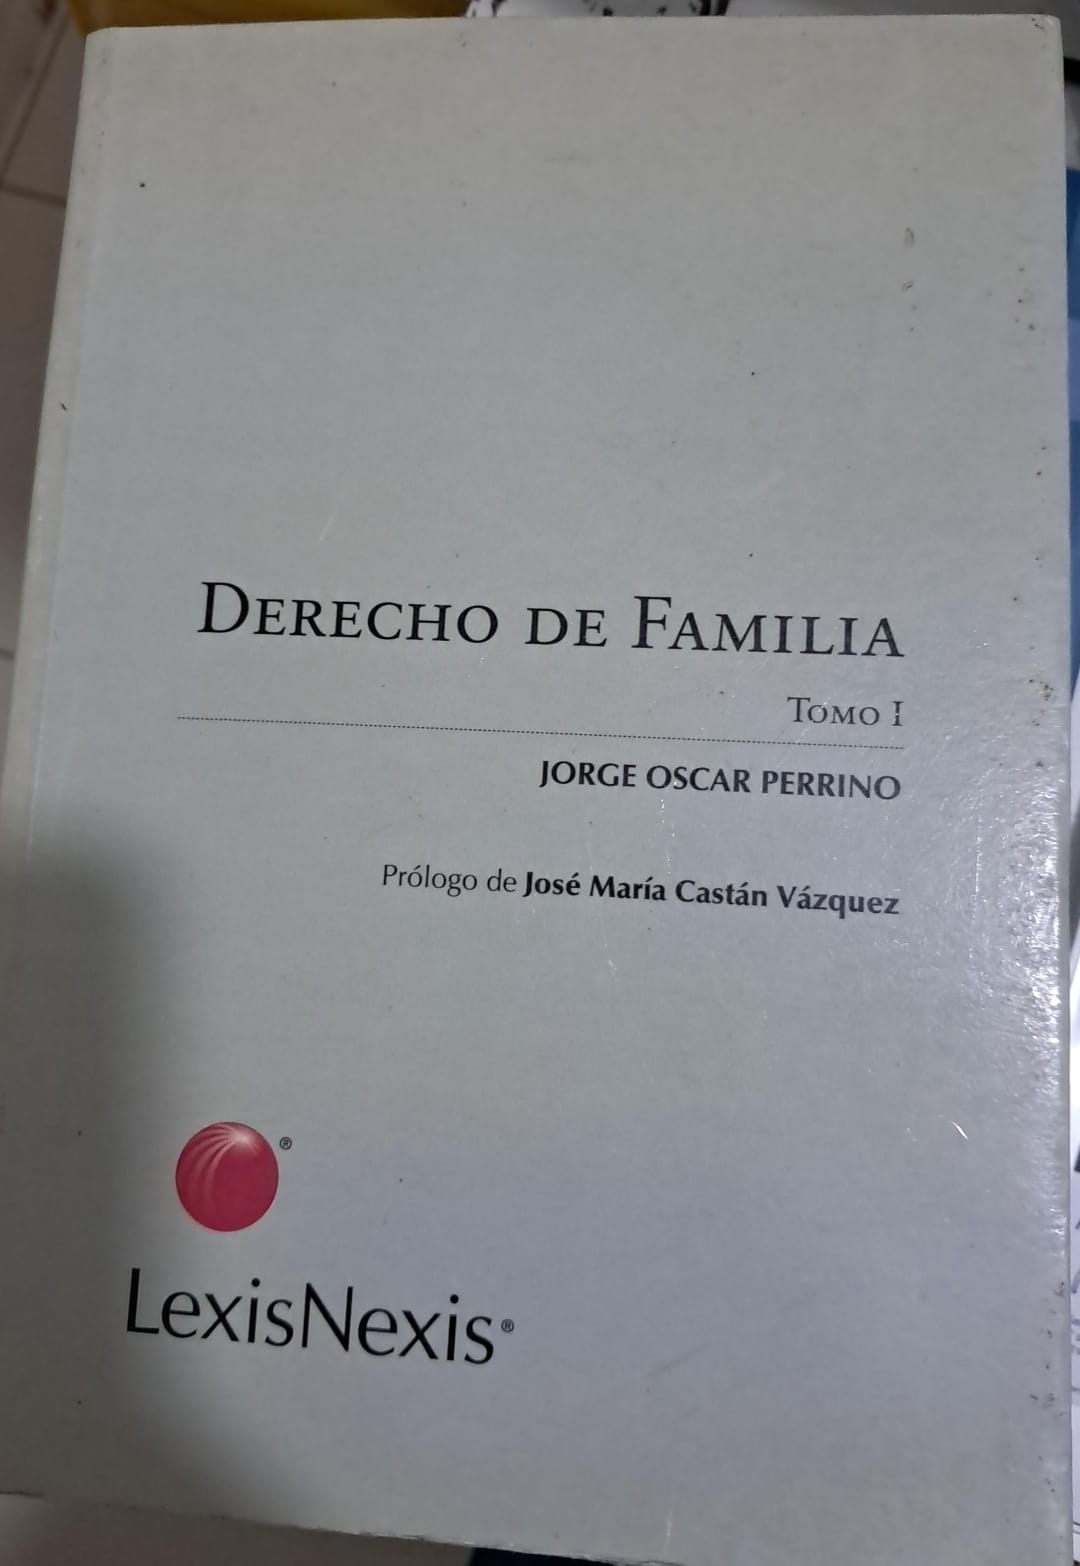 Derecho de Familia
Tomo I
JORGE OSCAR PERRINO
Prólogo de José María Castán Vázquez
®
LexisNexis®